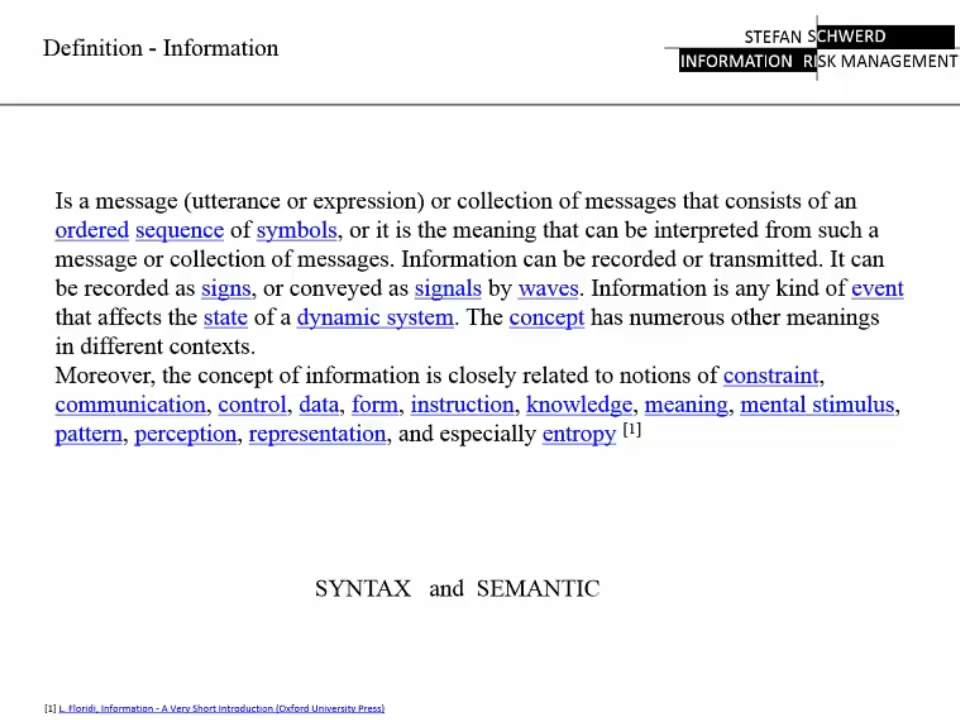 Definition - Information
STEFAN SCHWERD
INFORMATION RISK MANAGEMENT
Is a message (utterance or expression) or collection of messages that consists of an
ordered sequence of symbols, or it is the meaning that can be interpreted from such a
message or collection of messages. Information can be recorded or transmitted. It can
be recorded as signs, or conveyed as signals by waves. Information is any kind of event
that affects the state of a dynamic system. The concept has numerous other meanings
in different contexts.
Moreover, the concept of information is closely related to notions of constraint,
communication, control, data, form, instruction, knowledge, meaning, mental stimulus,
pattern, perception, representation, and especially entropy [1]
SYNTAX and SEMANTIC
[1] L. Floridi, Information - A Very Short Introduction (Oxford University Press)